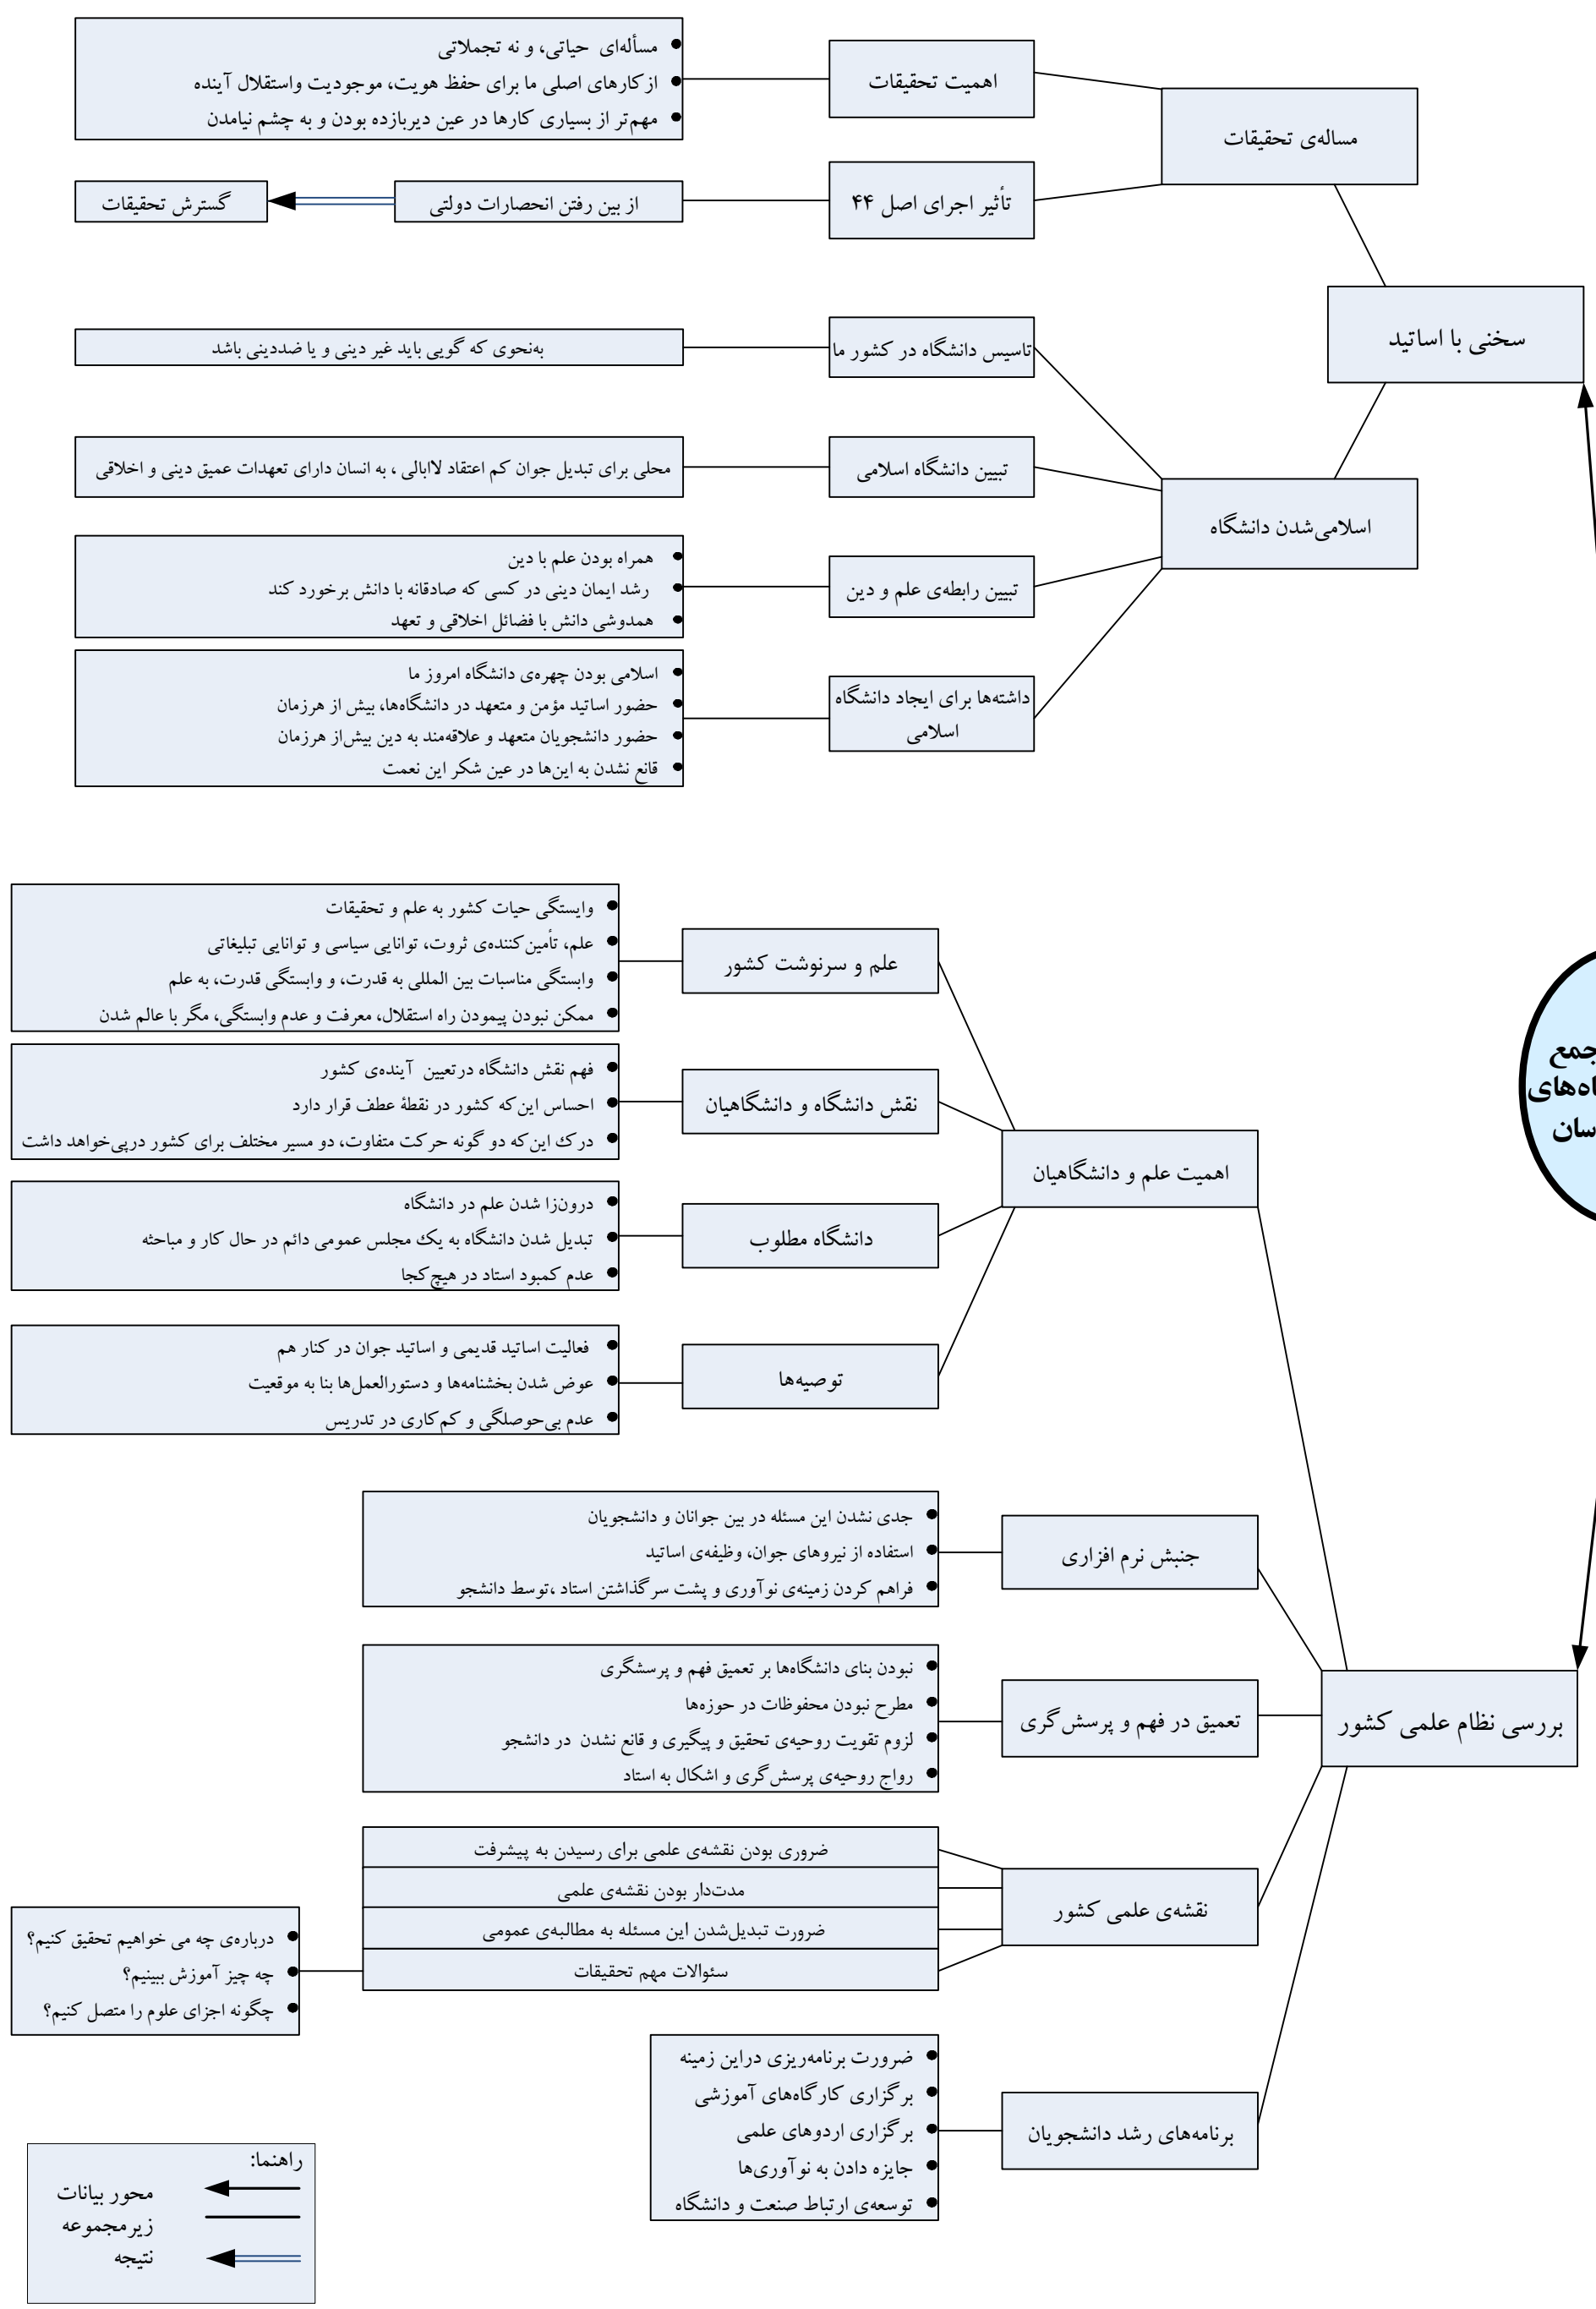 سخنی با اساتید
مساله‌ی تحقیقات
اهمیت تحقیقات
مسأله‌ای حیاتی، و نه تجملاتی
ازکارهای اصلی ما برای حفظ هویت، موجودیت واستقلال آینده
مهم‌تر از بسیاری کارها در عین دیربازده بودن و به چشم نیامدن
تأثیر اجرای اصل ۴۴
از بین رفتن انحصارات دولتی
گسترش تحقیقات
اسلامی‌شدن دانشگاه
تاسیس دانشگاه در کشور ما
به‌نحوی که گویی باید غیر دینی و یا ضددینی باشد
تبیین دانشگاه اسلامی
محلی برای تبدیل جوان کم اعتقاد لاابالی ، به انسان دارای تعهدات عمیق دینی و اخلاقی
تبیین رابطه‌ی علم و دین
همراه بودن علم با دین
رشد ایمان دینی در کسی که صادقانه با دانش برخورد کند
همدوشی دانش با فضائل اخلاقی و تعهد
داشته‌ها برای ایجاد دانشگاه
اسلامی
اسلامی بودن چهره‌ی دانشگاه امروز ما
حضور اساتید مؤمن و متعهد در دانشگاه‌ها، بیش از هرزمان
حضور دانشجویان متعهد و علاقه‌مند به دین بیش‌از هرزمان
قانع نشدن به این‌ها در عین شکر این نعمت
جمع
اه‌های
سان
بررسی نظام علمی کشور
اهمیت علم و دانشگاهیان
علم و سرنوشت کشور
وایستگی حیات کشور به علم و تحقیقات
علم، تأمین‌کننده‌ی ثروت، توانایی سیاسی و توانایی تبلیغاتی
وابستگی مناسبات بین المللی به قدرت، و وابستگی قدرت، به علم
ممکن نبودن پیمودن راه استقلال، معرفت و عدم وابستگی، مگر با عالم شدن
نقش دانشگاه و دانشگاهیان
فهم نقش دانشگاه درتعیین آینده‌ی کشور
احساس این‌که کشور در نقطهٔ عطف قرار دارد
درک این‌که دو گونه حرکت متفاوت، دو مسیر مختلف برای کشور درپی‌خواهد داشت
دانشگاه مطلوب
درون‌زا شدن علم در دانشگاه
تبدیل شدن دانشگاه به یک مجلس عمومی دائم در حال کار و مباحثه
عدم کمبود استاد در هیچ‌کجا
توصیه‌ها
فعالیت اساتید قدیمی و اساتید جوان در کنار هم
عوض شدن بخشنامه‌ها و دستورالعمل‌ها بنا به موقعیت
عدم بی‌حوصلگی و کم‌کاری در تدریس
جنبش نرم افزاری
جدی نشدن این مسئله در بین جوانان و دانشجویان
استفاده از نیروهای جوان، وظیفه‌ی اساتید
فراهم کردن زمینه‌ی نوآوری و پشت سرگذاشتن استاد ،توسط دانشجو
تعمیق در فهم و پرسش‌گری
نبودن بنای دانشگاه‌ها بر تعمیق فهم و پرسشگری
مطرح نبودن محفوظات در حوزه‌ها
لزوم تقویت روحیه‌ی تحقیق و پیگیری و قانع نشدن در دانشجو
رواج روحیه‌ی پرسش‌گری و اشکال به استاد
نقشه‌ی علمی کشور
ضروری بودن نقشه‌ی علمی برای رسیدن به پیشرفت
مدت‌دار بودن نقشه‌ی علمی
ضرورت تبدیل‌شدن این مسئله به مطالبه‌ی عمومی
سئوالات مهم تحقیقات
درباره‌ی چه می خواهیم تحقیق کنیم؟
چه چیز آموزش ببینیم؟
چگونه اجزای علوم را متصل کنیم؟
برنامه‌های رشد دانشجویان
ضرورت برنامه‌ریزی دراین زمینه
برگزاری کارگاه‌های آموزشی
برگزاری اردوهای علمی
جایزه دادن به نوآوری‌ها
توسعه‌ی ارتباط صنعت و دانشگاه
راهنما:
محور بیانات
زیرمجموعه
نتیجه